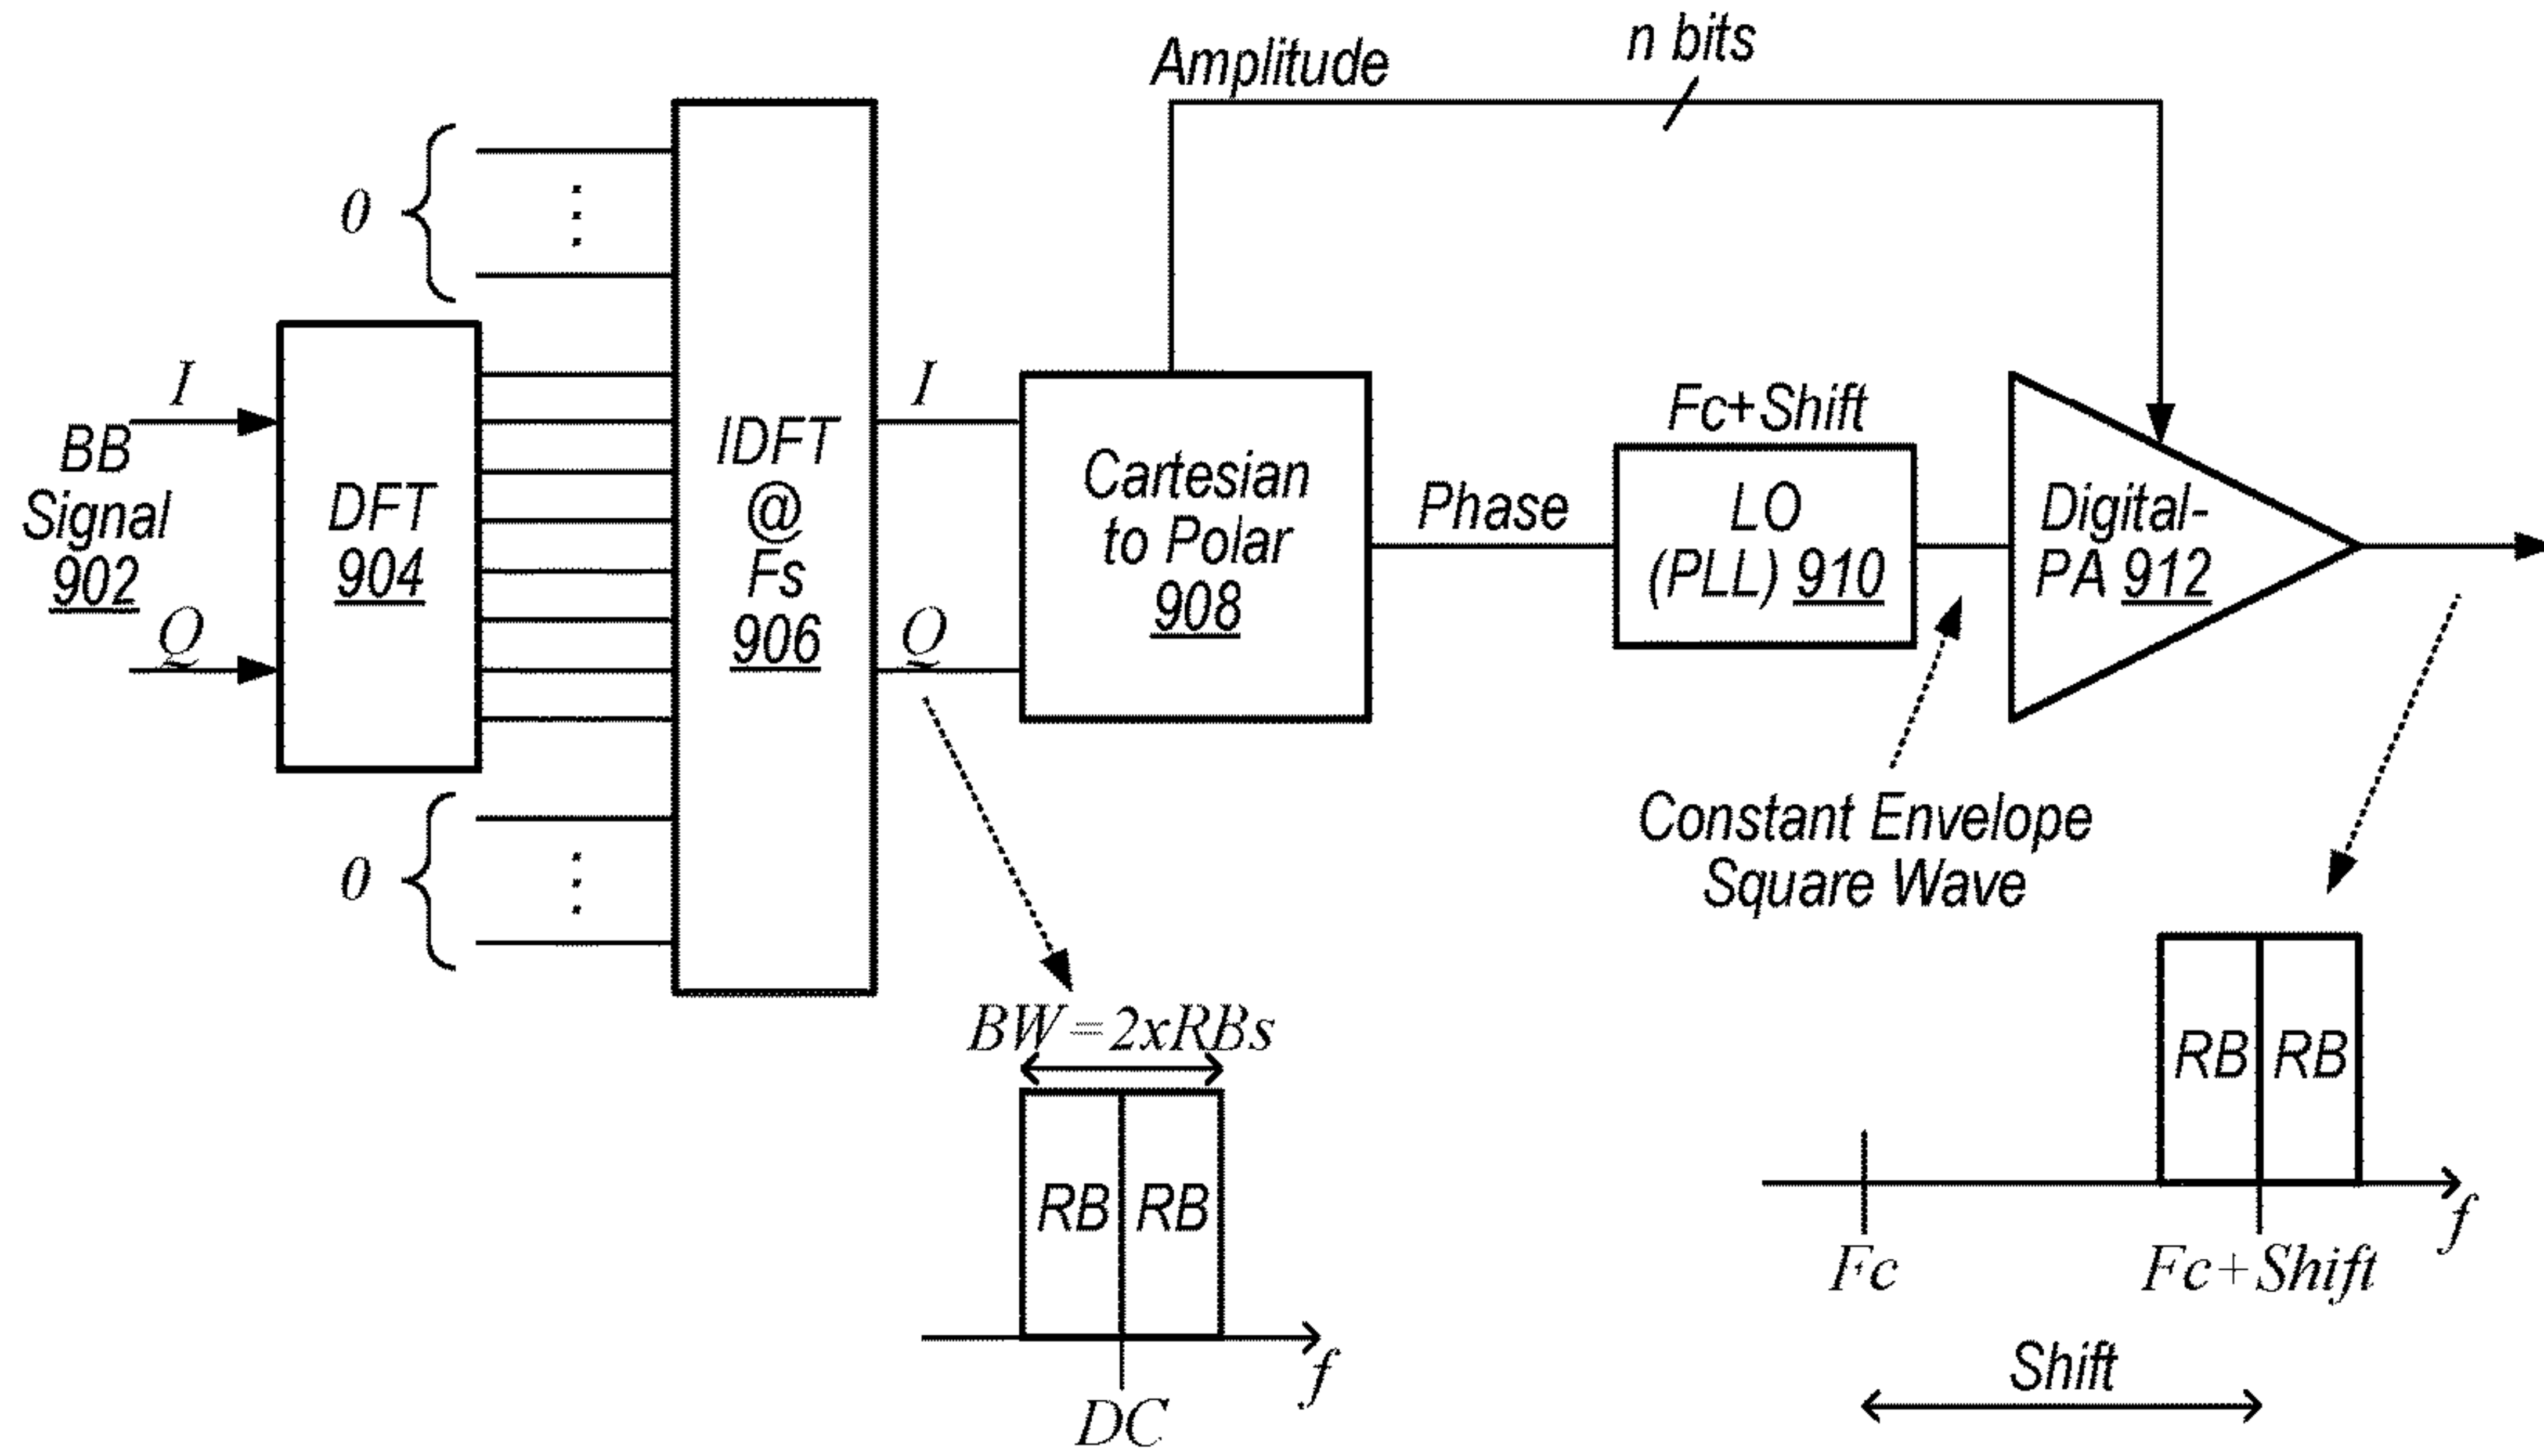 Amplitude
n bits
0
I
BB
Signal
902
Q
DFT
904
0
IDFT
@
Fs
906
I
Q
Cartesian
to Polar
908
Phase
Fc+Shift
LO
(PLL) 910
Digital-
PA 912
Constant Envelope
Square Wave
BW=2xRBs
RB RB
f
DC
RB RB
f
Fc
Fc+Shift
Shift